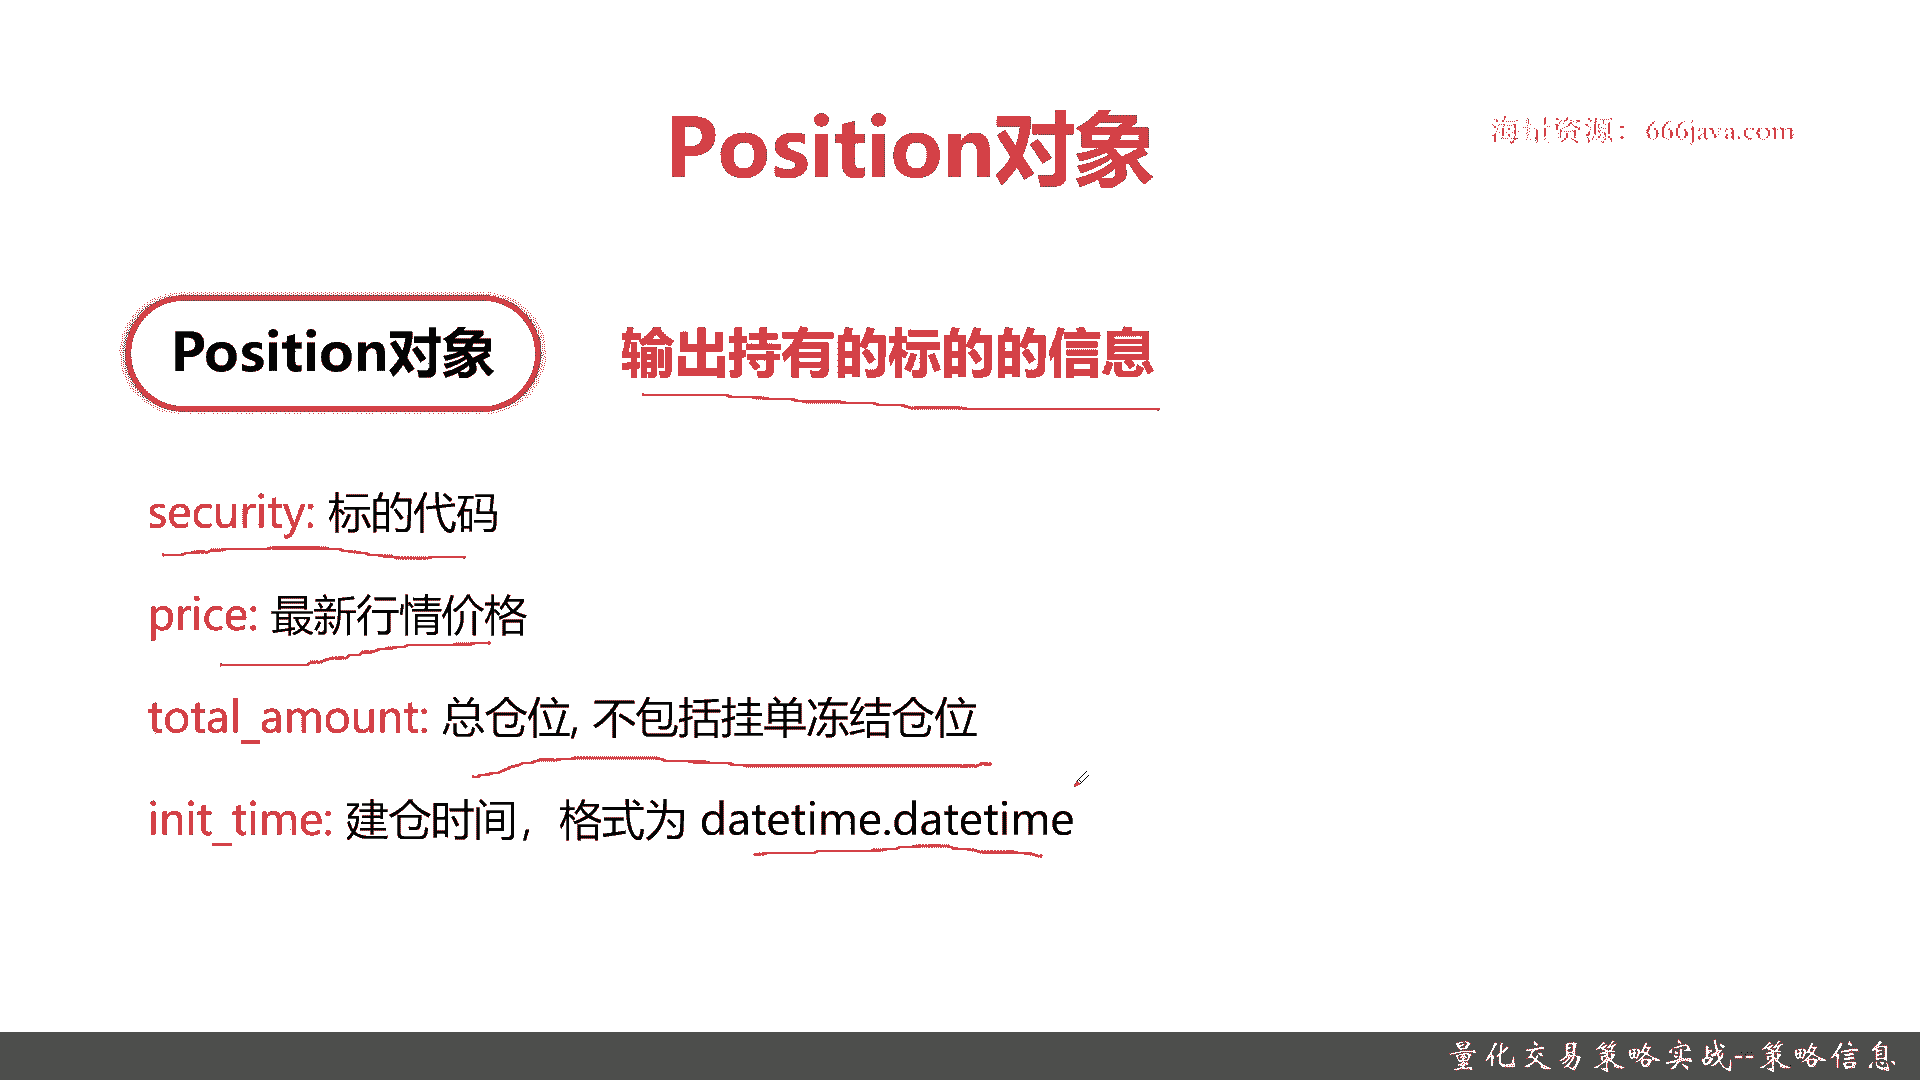 Position对象
海量资源：666java.com
Position对象
输出持有的标的的信息
security: 标的代码
price: 最新行情价格
total_amount: 总仓位, 不包括挂单冻结仓位
init_time: 建仓时间，格式为 datetime.datetime
量化交易策略实战--策略信息